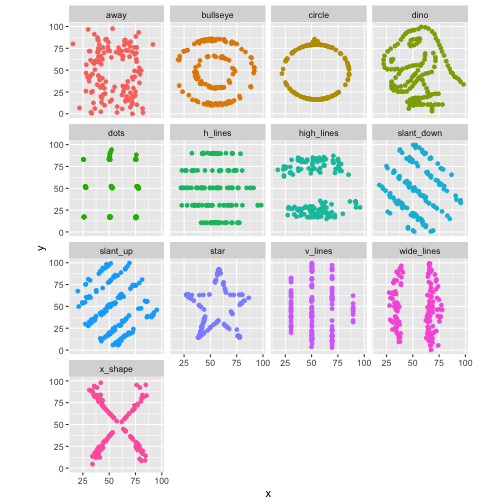 away bullseye circle dino
100
75
50
25
0
dots h_lines high_lines slant_down
100
75
50
25
0
slant_up star v_lines wide_lines
100
75
50
25
0
25 50 75 100 25 50 75 100 25 50 75 100
x_shape
100
75
50
25
0
25 50 75 100
x
y